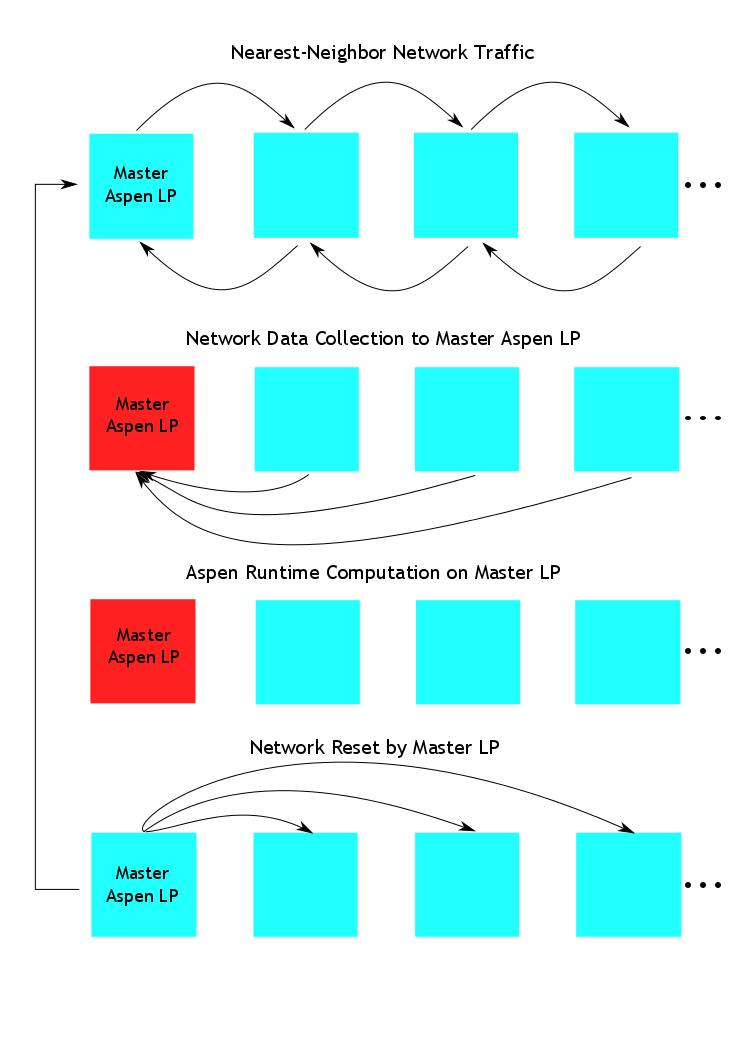 Nearest-Neighbor Network Traffic
Master
Aspen LP
...
Network Data Collection to Master Aspen LP
Master
Aspen LP
...
Aspen Runtime Computation on Master LP
Master
Aspen LP
...
Network Reset by Master LP
Master
Aspen LP
...